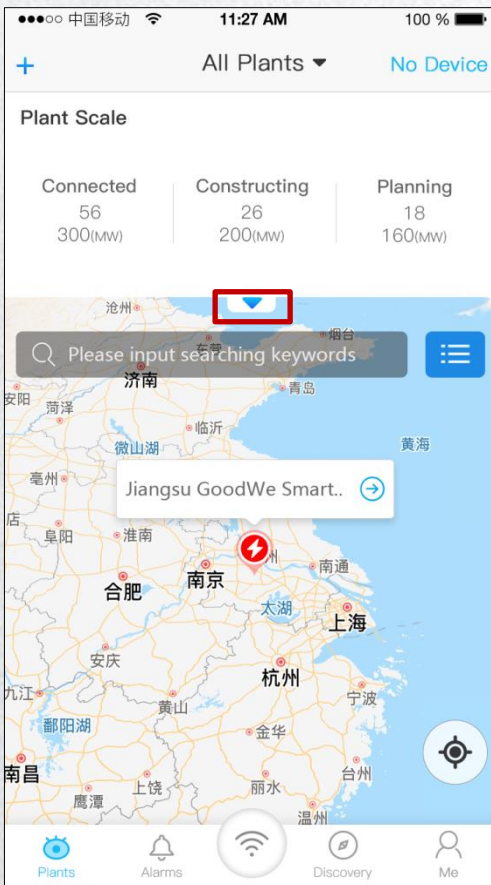 中国移动 11:27 AM 100 %
+ All Plants No Device
Plant Scale
Connected Constructing Planning
56 26 18
300(MW) 200(MW) 160(MW)
沧州
烟台
Please input searching keywords
济南
青岛
安阳 菏泽
临沂
微山湖
黄海
亳州
Jiangsu GoodWe Smart..
店
阜阳 淮南
州
南京 南通
合肥
太湖
上海
安庆
杭州
九江
宁波
黄山
鄱阳湖
金华
南昌
上饶 丽水 台州
鹰潭
温州
Plants Alarms Discovery Me